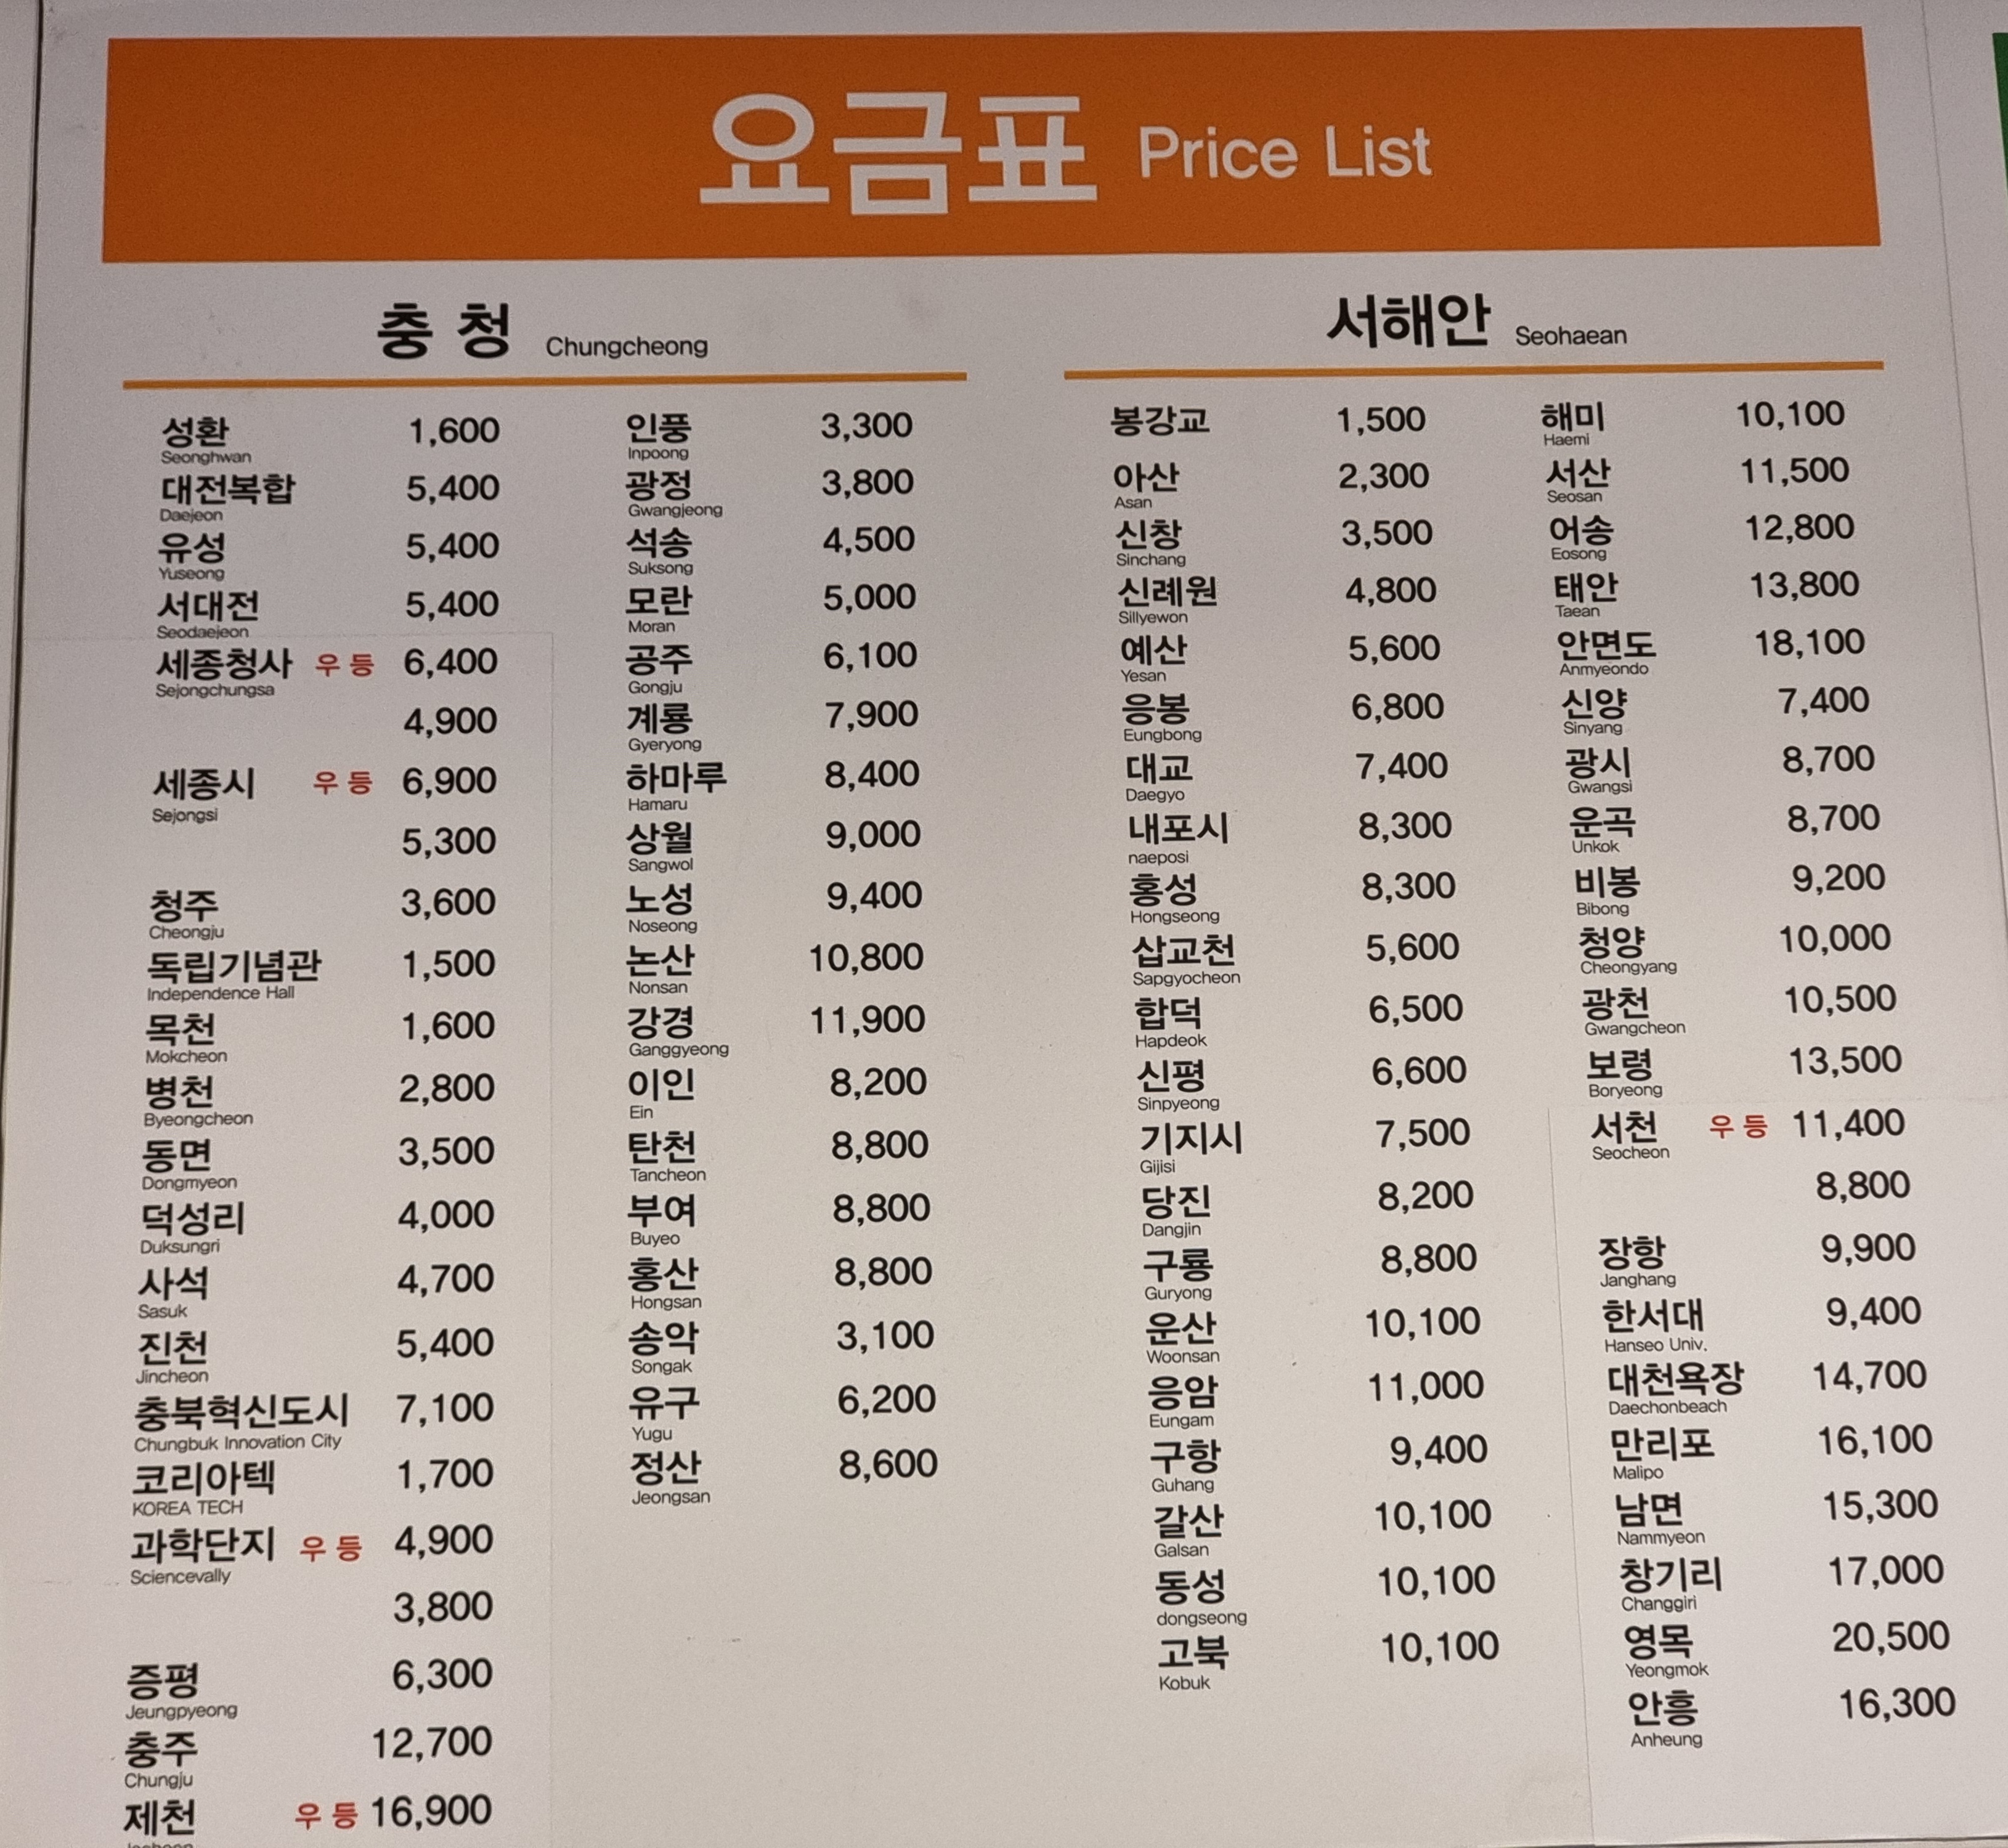 요금표 Price List
충 청 Chungcheong
성환 1,600
Seonghwan
대전복합 5,400
Daejeon
유성 5,400
Yuseong
서대전 5,400
Seodaejeon
세종청사 우 등 6,400
Sejongchungsa
4,900
세종시 우 등 6,900
Sejongsi
5,300
청주 3,600
Cheongju
독립기념관 1,500
Independence Hall
목천 1,600
Mokcheon
병천 2,800
Byeongcheon
동면 3,500
Dongmyeon
덕성리 4,000
Duksungri
사석 4,700
Sasuk
진천 5,400
Jincheon
충북혁신도시 7,100
Chungbuk Innovation City
코리아텍 1,700
KOREA TECH
과학단지 우 등 4,900
Sciencevally
3,800
증평 6,300
Jeungpyeong
충주 12,700
Chungju
제천 우 등 16,900
인풍 3,300
Inpoong
광정 3,800
Gwangjeong
석송 4,500
Suksong
모란 5,000
Moran
공주 6,100
Gongju
계룡 7,900
Gyeryong
하마루 8,400
Hamaru
상월 9,000
Sangwol
노성 9,400
Noseong
논산 10,800
Nonsan
강경 11,900
Ganggyeong
이인 8,200
Ein
탄천 8,800
Tancheon
부여 8,800
Buyeo
홍산 8,800
Hongsan
송악 3,100
Songak
유구 6,200
Yugu
정산 8,600
Jeongsan
서해안 Seohaean
봉강교 1,500
아산 2,300
Asan
신창 3,500
Sinchang
신례원 4,800
Sillyewon
예산 5,600
Yesan
응봉 6,800
Eungbong
대교 7,400
Daegyo
내포시 8,300
naeposi
홍성 8,300
Hongseong
삽교천 5,600
Sapgyocheon
합덕 6,500
Hapdeok
신평 6,600
Sinpyeong
기지시 7,500
Gijisi
당진 8,200
Dangjin
구룡 8,800
Guryong
운산 10,100
Woonsan
응암 11,000
Eungam
구항 9,400
Guhang
갈산 10,100
Galsan
동성 10,100
dongseong
고북 10,100
Kobuk
해미 10,100
Haemi
서산 11,500
Seosan
어송 12,800
Eosong
태안 13,800
Taean
안면도 18,100
Anmyeondo
신양 7,400
Sinyang
광시 8,700
Gwangsi
운곡 8,700
Unkok
비봉 9,200
Bibong
청양 10,000
Cheongyang
광천 10,500
Gwangcheon
보령 13,500
Boryeong
서천 우 등 11,400
Seocheon
8,800
장항 9,900
Janghang
한서대 9,400
Hanseo Univ.
대천욕장 14,700
Daechonbeach
만리포 16,100
Malipo
남면 15,300
Nammyeon
창기리 17,000
Changgiri
영목 20,500
Yeongmok
안흥 16,300
Anheung